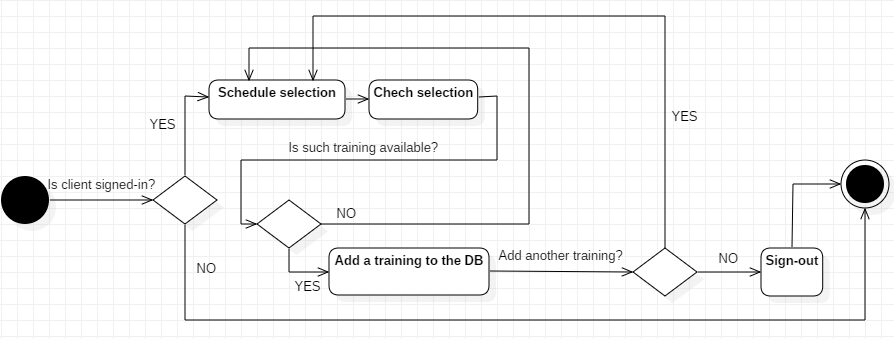 Schedule selection
Chech selection
YES
YES
Is such training available?
Is client signed-in?
NO
Add a training to the DB
Add another training?
NO
Sign-out
NO
YES